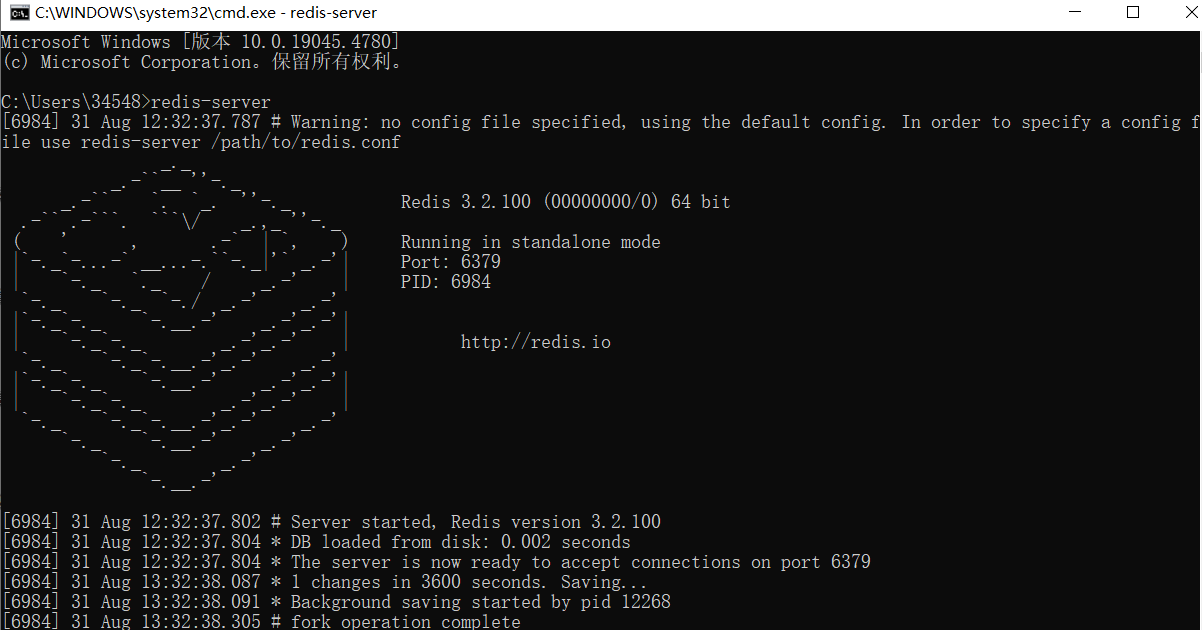 C:\WINDOWS\system32\cmd.exe - redis-server
Microsoft Windows [版本 10.0.19045.4780]
(c) Microsoft Corporation。保留所有权利。
C:\Users\34548>redis-server
[6984] 31 Aug 12:32:37.787 # Warning: no config file specified, using the default config. In order to specify a config f
ile use redis-server /path/to/redis.conf
Redis 3.2.100 (00000000/0) 64 bit
Running in standalone mode
Port: 6379
PID: 6984
http://redis.io
[6984] 31 Aug 12:32:37.802 # Server started, Redis version 3.2.100
[6984] 31 Aug 12:32:37.804 * DB loaded from disk: 0.002 seconds
[6984] 31 Aug 12:32:37.804 * The server is now ready to accept connections on port 6379
[6984] 31 Aug 13:32:38.087 * 1 changes in 3600 seconds. Saving...
[6984] 31 Aug 13:32:38.091 * Background saving started by pid 12268
[6984] 31 Aug 13:32:38.305 # fork operation complete